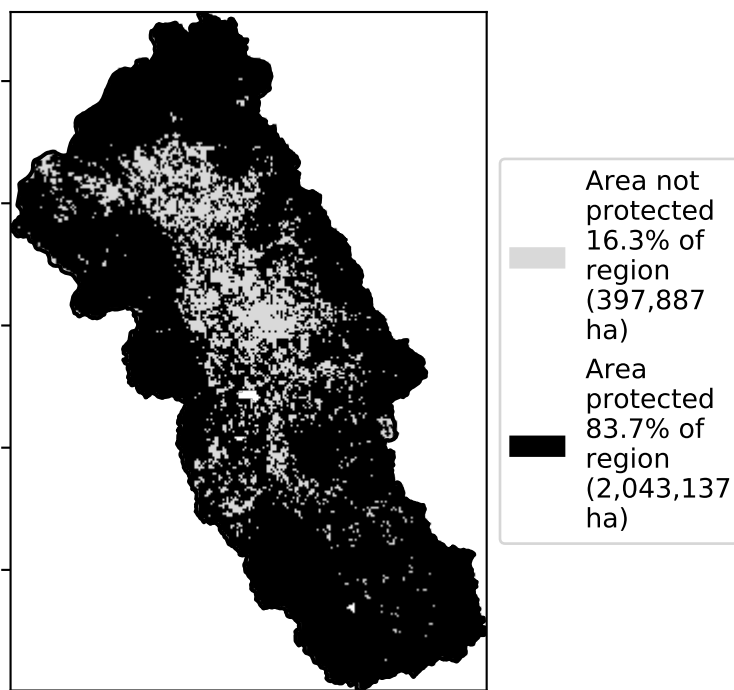 Area not
protected
16.3% of
region
(397,887
ha)
Area
protected
83.7% of
region
(2,043,137
ha)